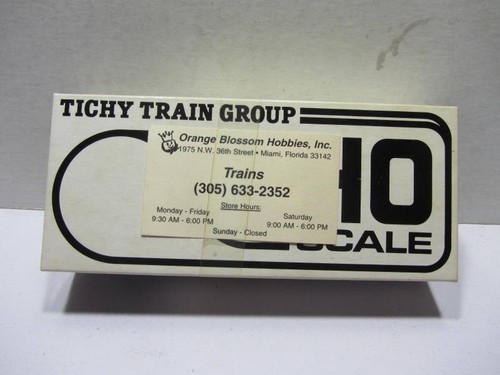 TICHY TRAIN GROUP
Orange Blossom Hobbies, Inc.
1975 N.W. 36th Street • Miami, Florida 33142
Trains
(305) 633-2352
Store Hours:
Monday - Friday
9:30 AM - 6:00 PM
Saturday
9:00 AM - 6:00 PM
Sunday - Closed
HO
SCALE